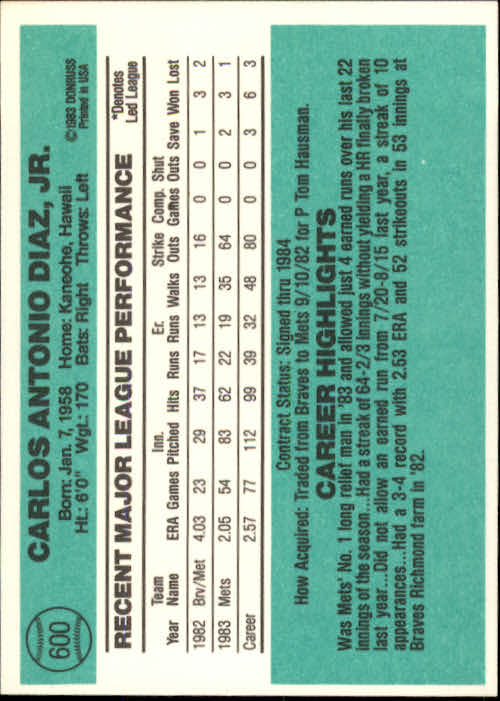 600
CARLOS ANTONIO DIAZ, JR.
Born: Jan. 7, 1958 Home: Kaneohe, Hawaii
Ht.: 6'0" Wgt.: 170 Bats: Right Throws: Left
©1983 DONRUSS
Printed in USA
RECENT MAJOR LEAGUE PERFORMANCE
*Denotes
Led League
Team Inn. Er. Strike Comp. Shut
Year Name ERA Games Pitched Hits Runs Runs Walks Outs Games Outs Save Won Lost
1982 Brv/Met 4.03 23 29 37 17 13 13 16 0 0 1 3 2
1983 Mets 2.05 54 83 62 22 19 35 64 0 0 2 3 1
Career 2.57 77 112 99 39 32 48 80 0 0 3 6 3
Contract Status: Signed thru 1984
How Acquired: Traded from Braves to Mets 9/10/82 for P Tom Hausman.
CAREER HIGHLIGHTS
Was Mets' No. 1 long relief man in '83 and allowed just 4 earned runs over his last 22
innings of the season...Had a streak of 64-2/3 innings without yielding a HR finally broken
last year...Did not allow an earned run from 7/20-8/15 last year, a streak of 10
appearances...Had a 3-4 record with 2.53 ERA and 52 strikeouts in 53 innings at
Braves Richmond farm in '82.